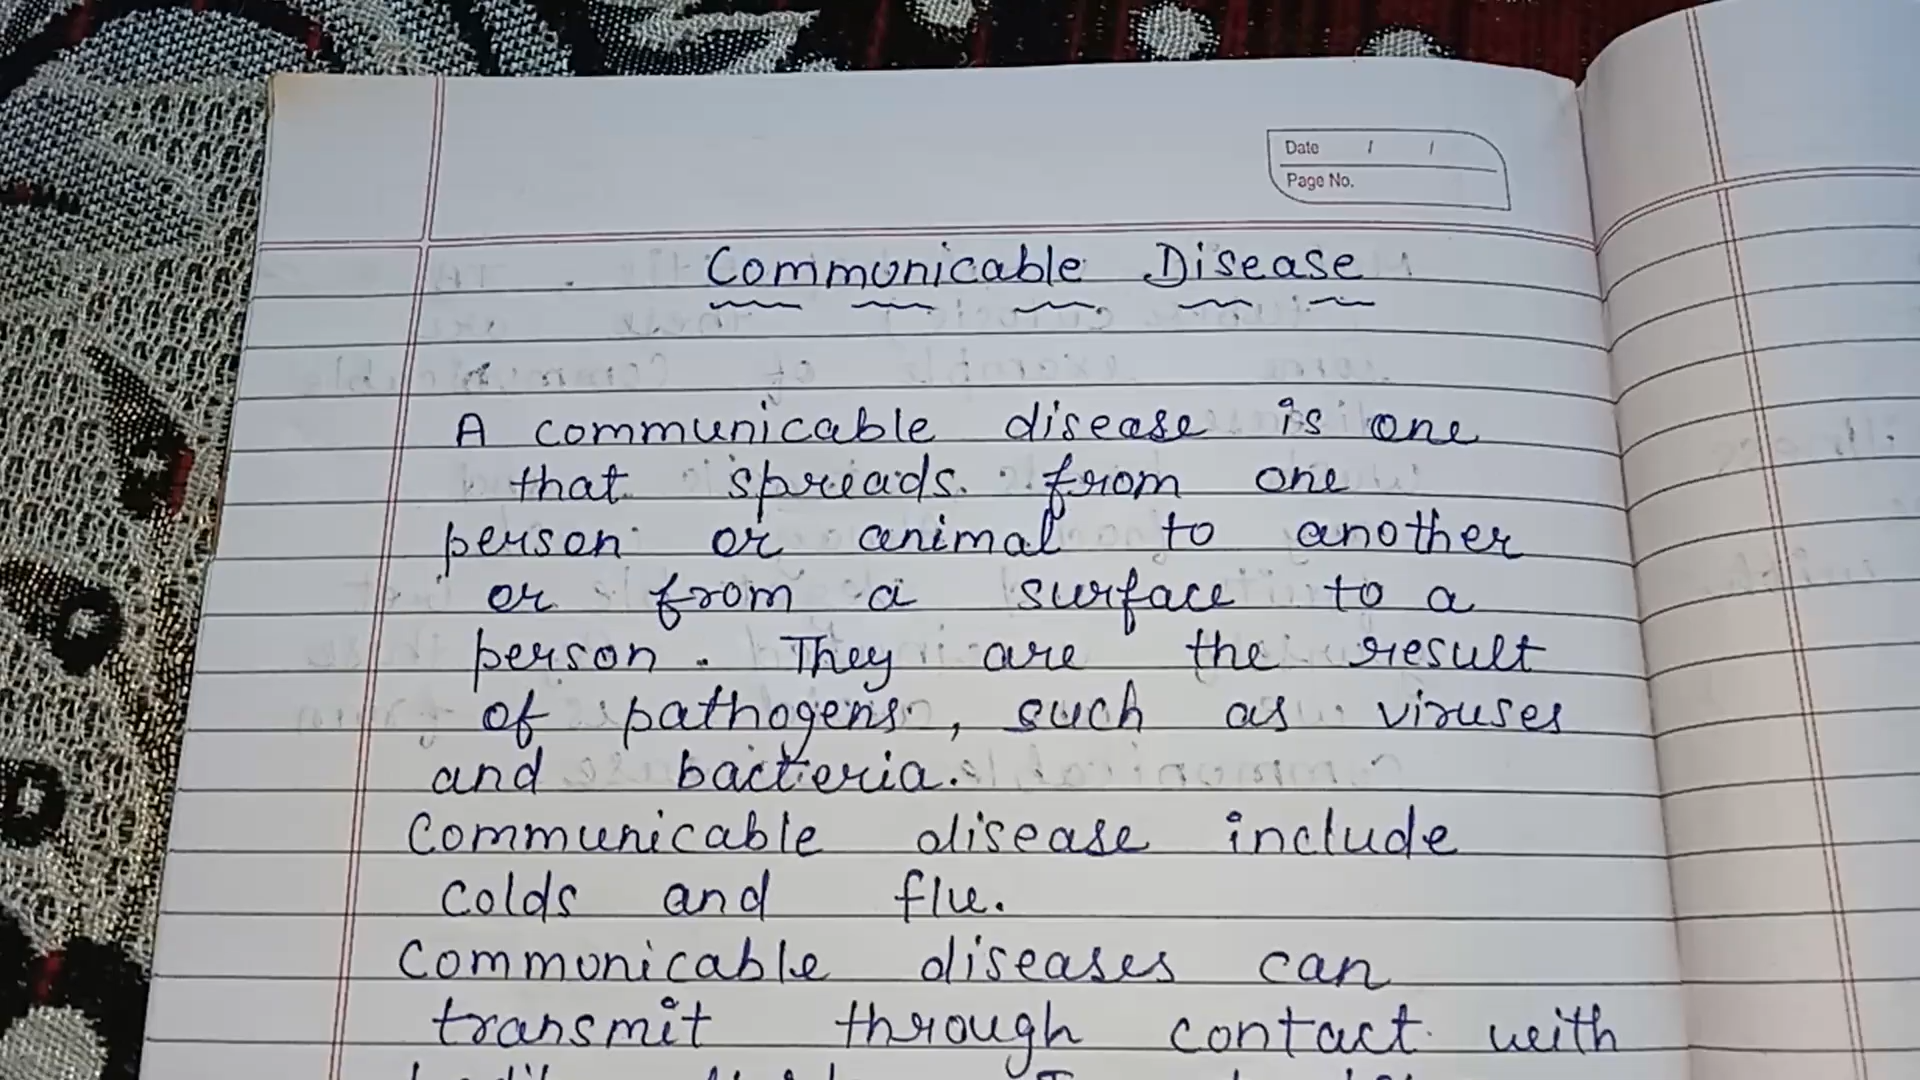 Date / /
Page No.
Communicable Disease
A communicable disease is one
that spreads from one
person or animal to another
or from a surface to a
person. They are the result
of pathogens, such as viruses
and bacteria.
Communicable disease include
colds and flu.
Communicable diseases can
transmit through contact with